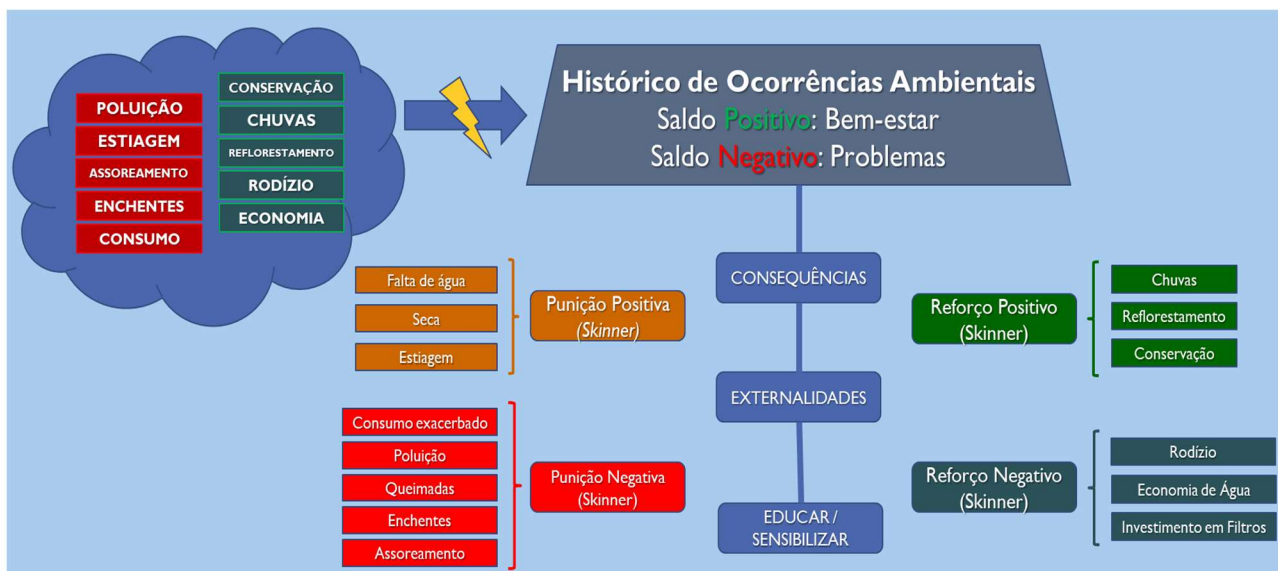 POLUIÇÃO
ESTIAGEM
ASSOREAMENTO
ENCHENTES
CONSUMO
CONSERVAÇÃO
CHUVAS
REFLORESTAMENTO
RODÍZIO
ECONOMIA
Histórico de Ocorrências Ambientais
Saldo Positivo: Bem-estar
Saldo Negativo: Problemas
CONSEQUÊNCIAS
EXTERNALIDADES
EDUCAR /
SENSIBILIZAR
Falta de água
Seca
Estiagem
Punição Positiva
(Skinner)
Consumo exacerbado
Poluição
Queimadas
Enchentes
Assoreamento
Punição Negativa
(Skinner)
Reforço Positivo
(Skinner)
Chuvas
Reflorestamento
Conservação
Reforço Negativo
(Skinner)
Rodízio
Economia de Água
Investimento em Filtros